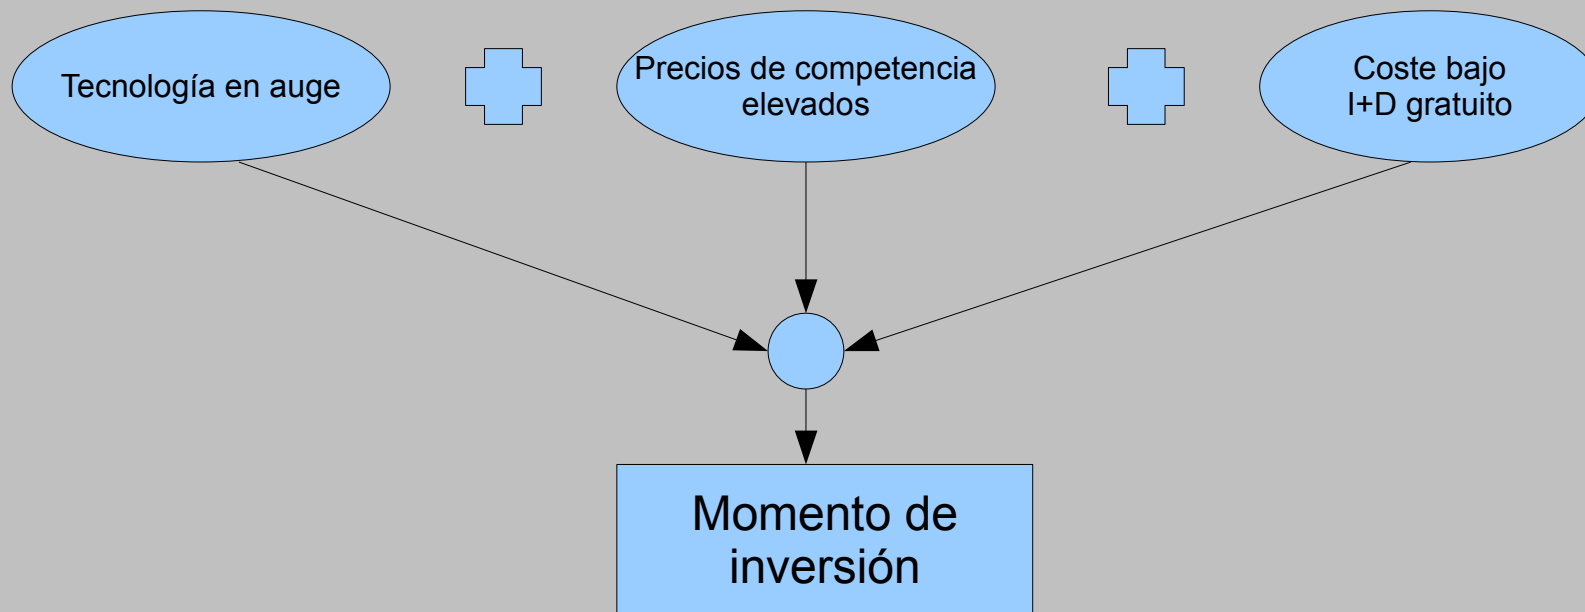 Tecnología en auge
Precios de competencia
elevados
Coste bajo
I+D gratuito
Momento de
inversión